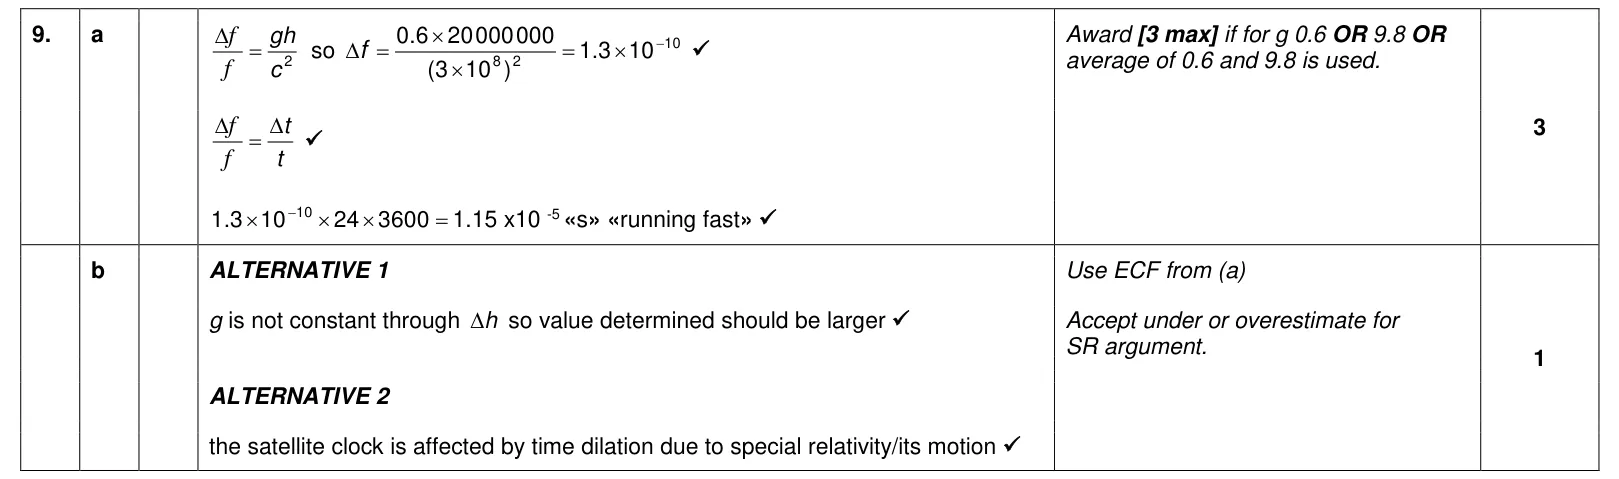 9. a Δf/f = gh/c² so Δf = 0.6×20000000/(3×10⁸)² = 1.3×10⁻¹⁰ ✓ Award [3 max] if for g 0.6 OR 9.8 OR
average of 0.6 and 9.8 is used.
Δf/f = Δt/t ✓ 3
1.3×10⁻¹⁰×24×3600 = 1.15 x10 ⁻⁵ «s» «running fast» ✓
b ALTERNATIVE 1 Use ECF from (a)
g is not constant through Δh so value determined should be larger ✓ Accept under or overestimate for
SR argument.
1
ALTERNATIVE 2
the satellite clock is affected by time dilation due to special relativity/its motion ✓